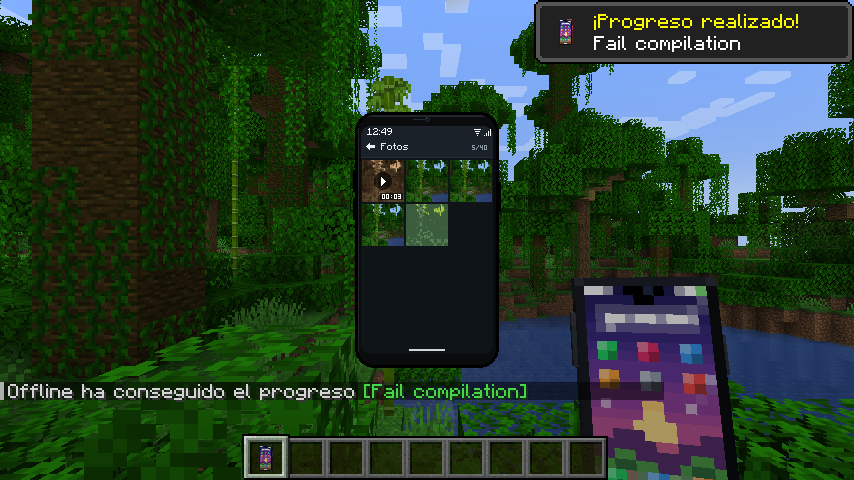 ¡Progreso realizado!
Fail compilation
12:49
Fotos
5/40
00:03
Offline ha conseguido el progreso [Fail compilation]